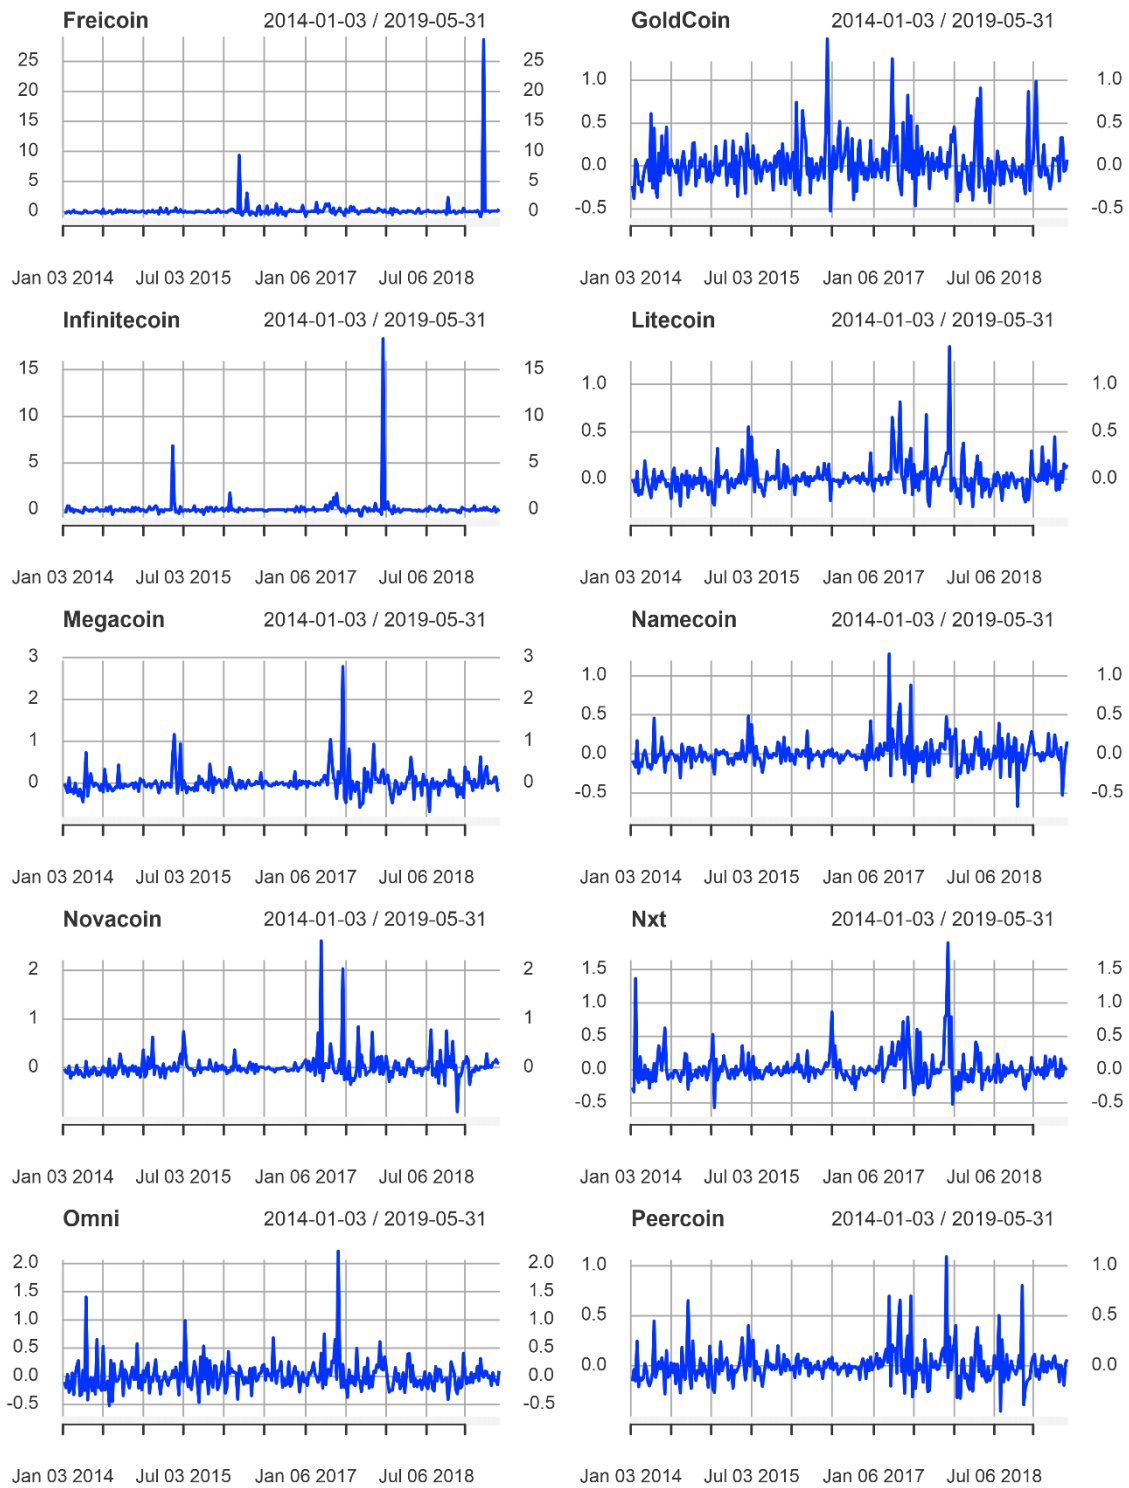 Freicoin 2014-01-03 / 2019-05-31 GoldCoin 2014-01-03 / 2019-05-31
25 25
20 20 1.0 1.0
15 15
10 10 0.5 0.5
5 5 0.0 0.0
0 0 -0.5 -0.5
Jan 03 2014 Jul 03 2015 Jan 06 2017 Jul 06 2018 Jan 03 2014 Jul 03 2015 Jan 06 2017 Jul 06 2018
Infinitecoin 2014-01-03 / 2019-05-31 Litecoin 2014-01-03 / 2019-05-31
15 15 1.0 1.0
10 10 0.5 0.5
5 5
0 0 0.0 0.0
Jan 03 2014 Jul 03 2015 Jan 06 2017 Jul 06 2018 Jan 03 2014 Jul 03 2015 Jan 06 2017 Jul 06 2018
Megacoin 2014-01-03 / 2019-05-31 Namecoin 2014-01-03 / 2019-05-31
3 3 1.0 1.0
2 2 0.5 0.5
1 1 0.0 0.0
0 0 -0.5 -0.5
Jan 03 2014 Jul 03 2015 Jan 06 2017 Jul 06 2018 Jan 03 2014 Jul 03 2015 Jan 06 2017 Jul 06 2018
Novacoin 2014-01-03 / 2019-05-31 Nxt 2014-01-03 / 2019-05-31
2 2 1.5 1.5
1.0 1.0
1 1 0.5 0.5
0 0 0.0 0.0
-0.5 -0.5
Jan 03 2014 Jul 03 2015 Jan 06 2017 Jul 06 2018 Jan 03 2014 Jul 03 2015 Jan 06 2017 Jul 06 2018
Omni 2014-01-03 / 2019-05-31 Peercoin 2014-01-03 / 2019-05-31
2.0 2.0 1.0 1.0
1.5 1.5
1.0 1.0 0.5 0.5
0.5 0.5
0.0 0.0 0.0 0.0
-0.5 -0.5
Jan 03 2014 Jul 03 2015 Jan 06 2017 Jul 06 2018 Jan 03 2014 Jul 03 2015 Jan 06 2017 Jul 06 2018